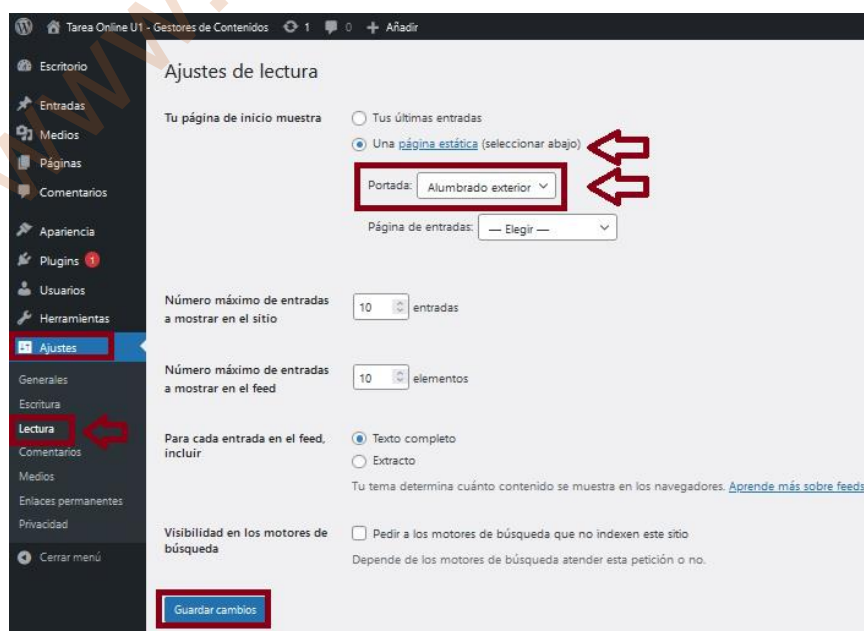 Tarea Online U1 - Gestores de Contenidos 1 0 + Añadir
Escritorio
Entradas
Medios
Páginas
Comentarios
Apariencia
Plugins 1
Usuarios
Herramientas
Ajustes
Generales
Escritura
Lectura
Comentarios
Medios
Enlaces permanentes
Privacidad
Cerrar menú
Ajustes de lectura
Tu página de inicio muestra
Tus últimas entradas
Una página estática (seleccionar abajo)
Portada: Alumbrado exterior
Página de entradas: — Elegir —
Número máximo de entradas
a mostrar en el sitio
10 entradas
Número máximo de entradas
a mostrar en el feed
10 elementos
Para cada entrada en el feed,
incluir
Texto completo
Extracto
Tu tema determina cuánto contenido se muestra en los navegadores. Aprende más sobre feeds
Visibilidad en los motores de
búsqueda
Pedir a los motores de búsqueda que no indexen este sitio
Depende de los motores de búsqueda atender esta petición o no.
Guardar cambios